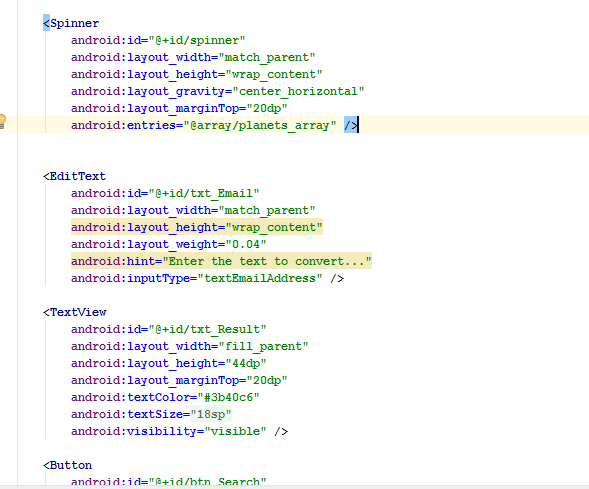 <Spinner
android:id="@+id/spinner"
android:layout_width="match_parent"
android:layout_height="wrap_content"
android:layout_gravity="center_horizontal"
android:layout_marginTop="20dp"
android:entries="@array/planets_array" />
<EditText
android:id="@+id/txt_Email"
android:layout_width="match_parent"
android:layout_height="wrap_content"
android:layout_weight="0.04"
android:hint="Enter the text to convert..."
android:inputType="textEmailAddress" />
<TextView
android:id="@+id/txt_Result"
android:layout_width="fill_parent"
android:layout_height="44dp"
android:layout_marginTop="20dp"
android:textColor="#3b40c6"
android:textSize="18sp"
android:visibility="visible" />
<Button
android:id="@+id/btn_Search"